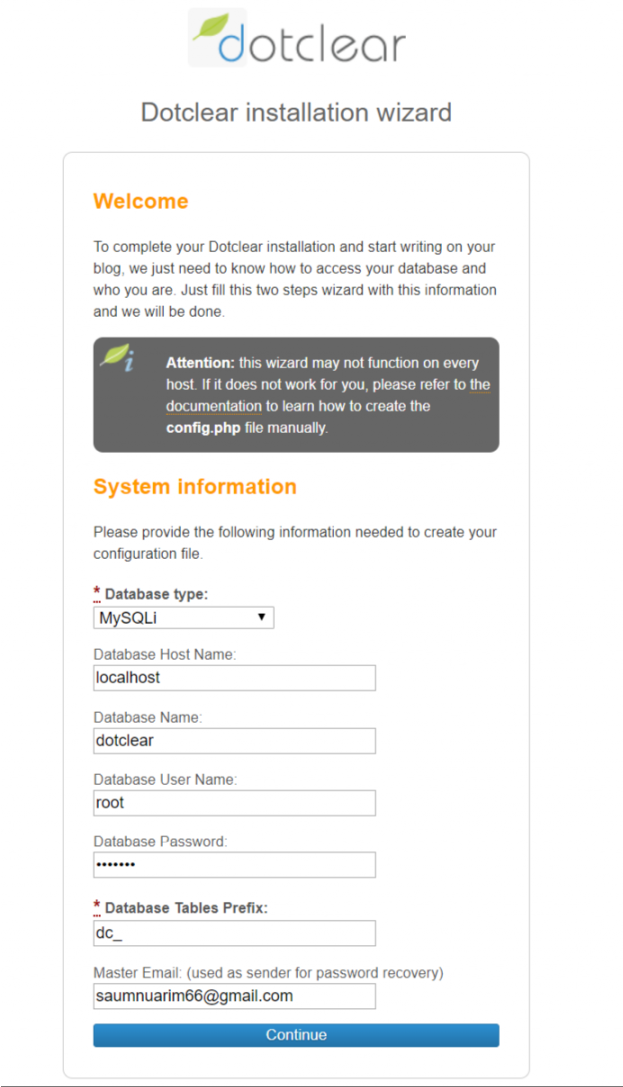 dotclear
Dotclear installation wizard
Welcome
To complete your Dotclear installation and start writing on your
blog, we just need to know how to access your database and
who you are. Just fill this two steps wizard with this information
and we will be done.
Attention: this wizard may not function on every
host. If it does not work for you, please refer to the
documentation to learn how to create the
config.php file manually.
System information
Please provide the following information needed to create your
configuration file.
* Database type:
MySQLi
Database Host Name:
localhost
Database Name:
dotclear
Database User Name:
root
Database Password:
•••••••
* Database Tables Prefix:
dc_
Master Email: (used as sender for password recovery)
saumnuarim66@gmail.com
Continue